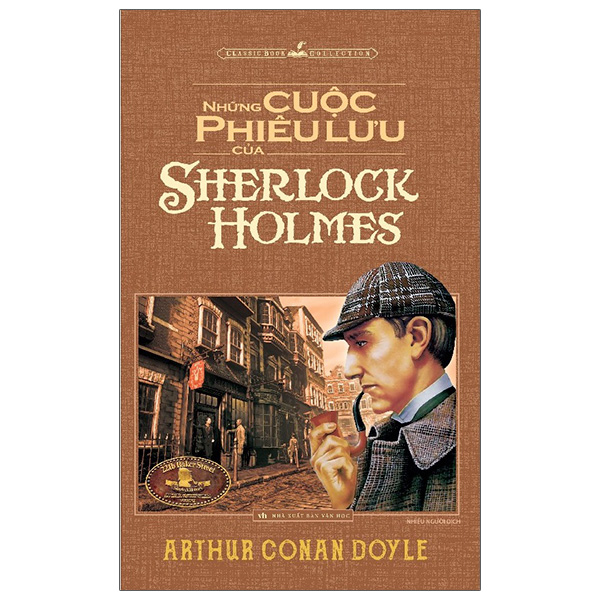 CLASSIC BOOK COLLECTION
NHỮNG CUỘC
PHIÊU LƯU
CỦA
SHERLOCK
HOLMES
221b Baker Street
vh NHÀ XUẤT BẢN VĂN HỌC
NHIỀU NGƯỜI DỊCH
ARTHUR CONAN DOYLE